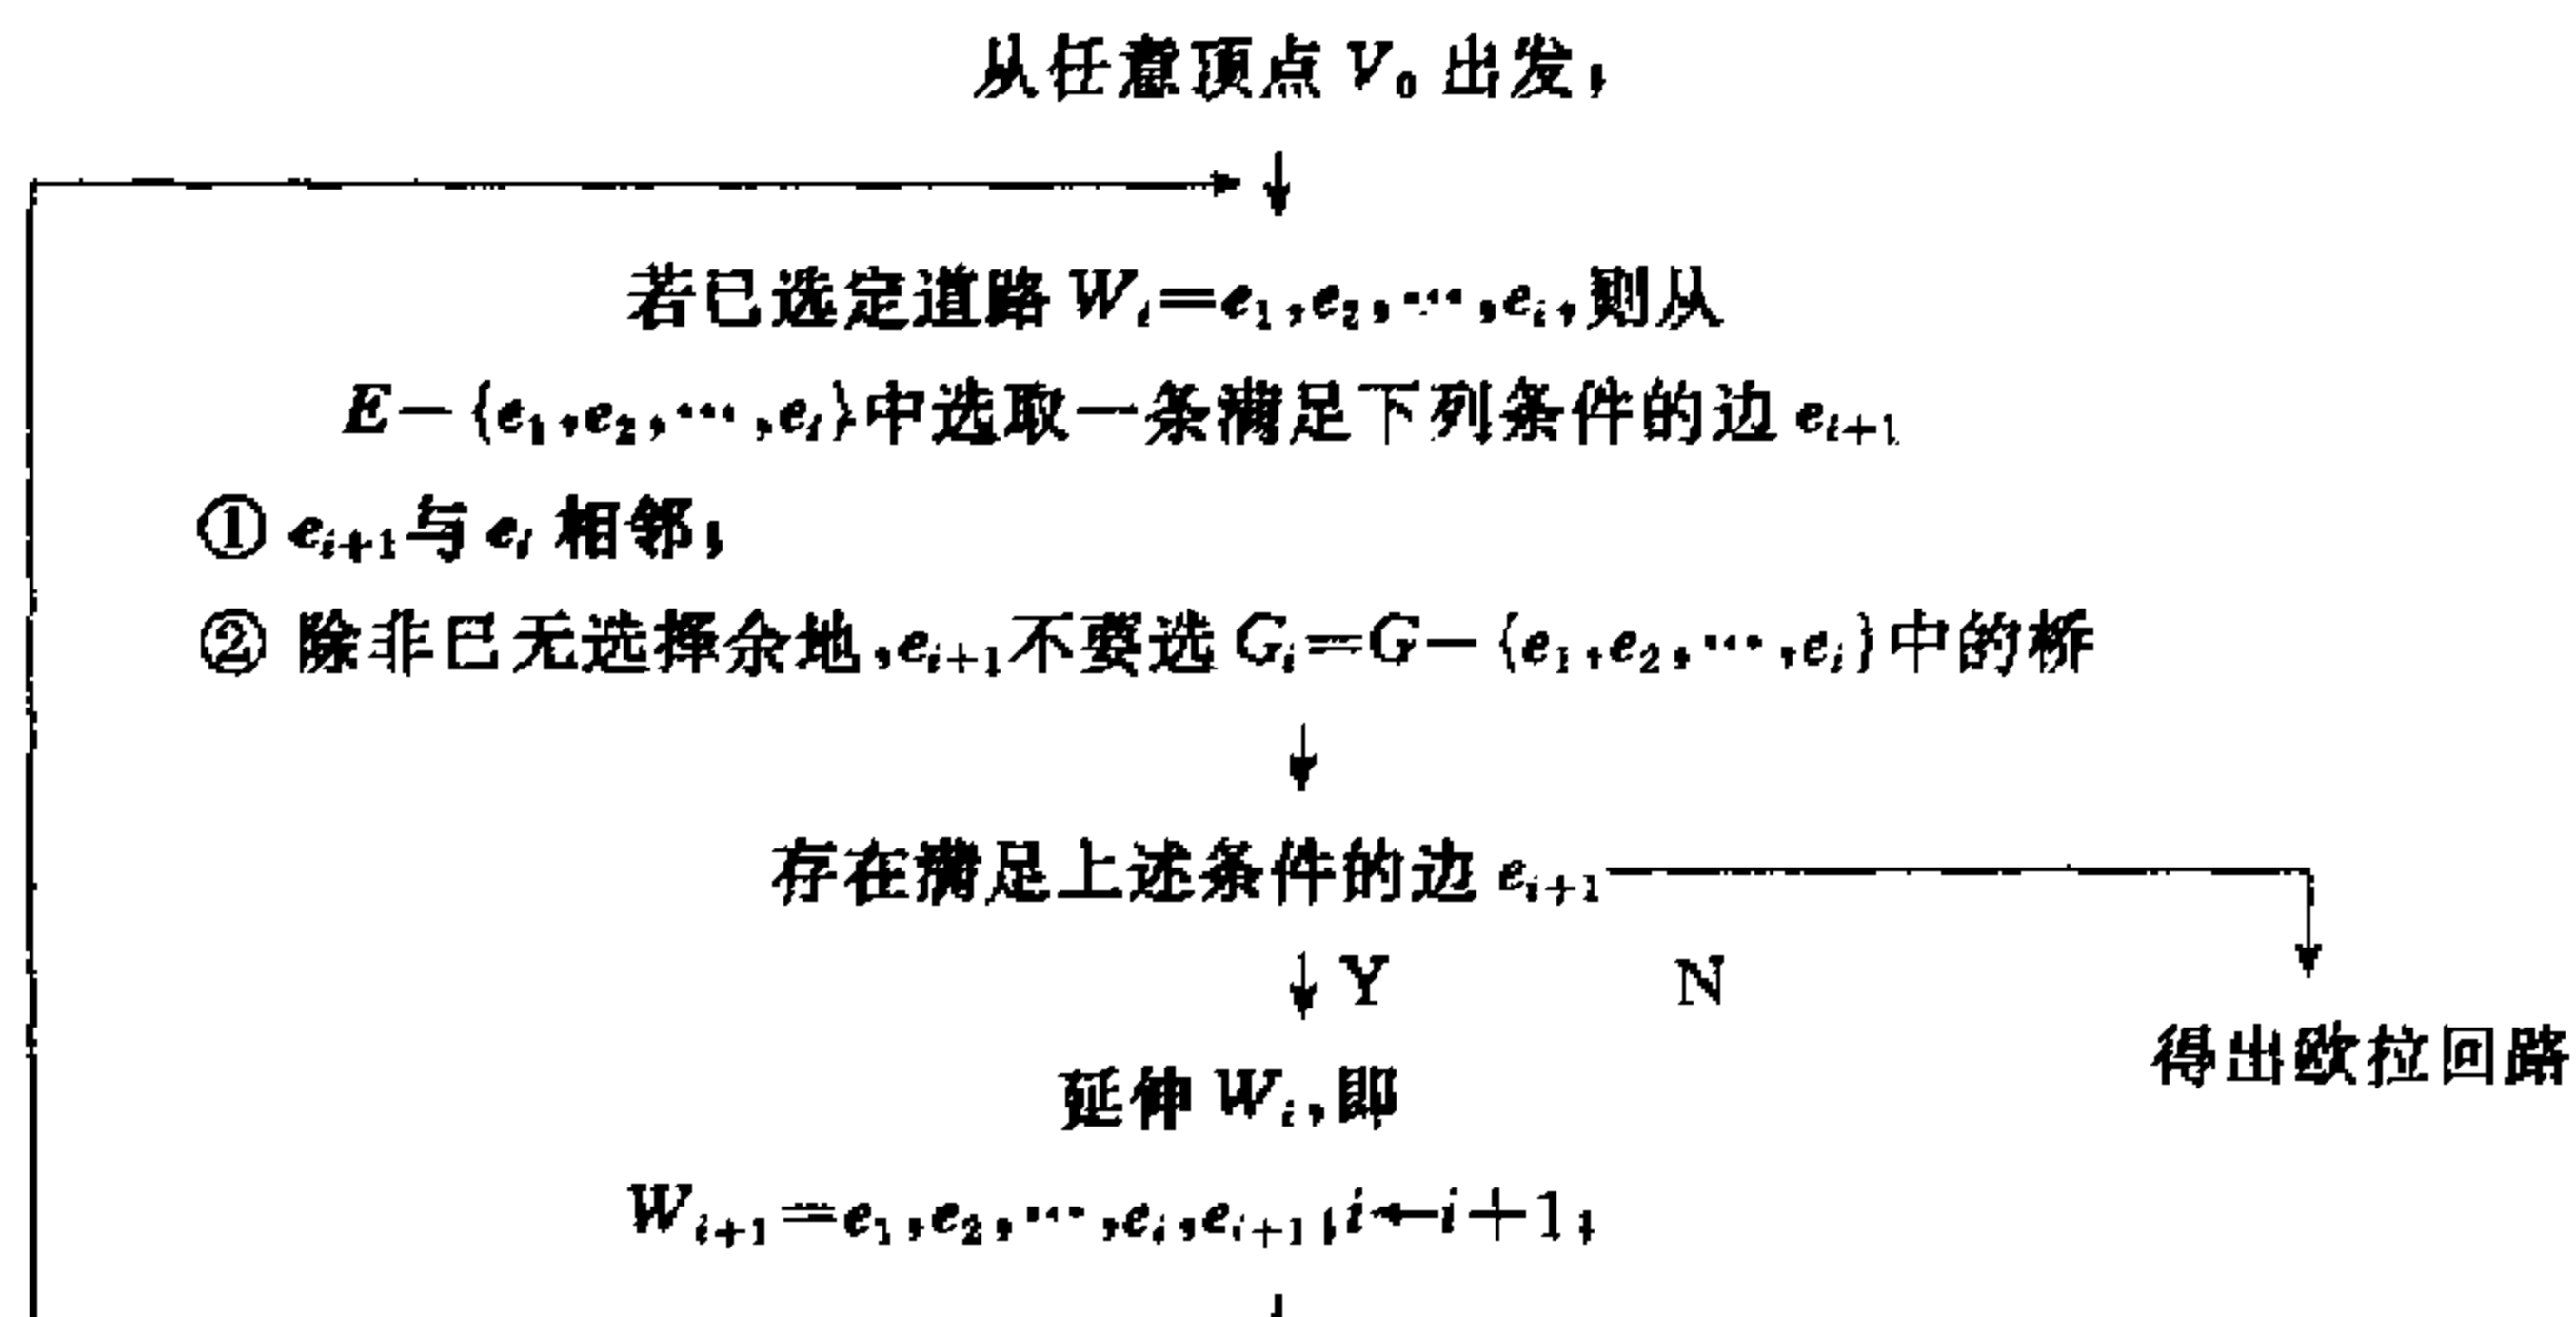 从任意顶点 V₀ 出发；
若已选定道路 Wᵢ=e₁,e₂,…,eᵢ,则从
E−{e₁,e₂,…,eᵢ}中选取一条满足下列条件的边 eᵢ₊₁
① eᵢ₊₁与 eᵢ 相邻；
② 除非已无选择余地,eᵢ₊₁不要选 Gᵢ=G−{e₁,e₂,…,eᵢ}中的桥
存在满足上述条件的边 eᵢ₊₁
Y N
得出欧拉回路
延伸 Wᵢ,即
Wᵢ₊₁=e₁,e₂,…,eᵢ,eᵢ₊₁;i←i+1;